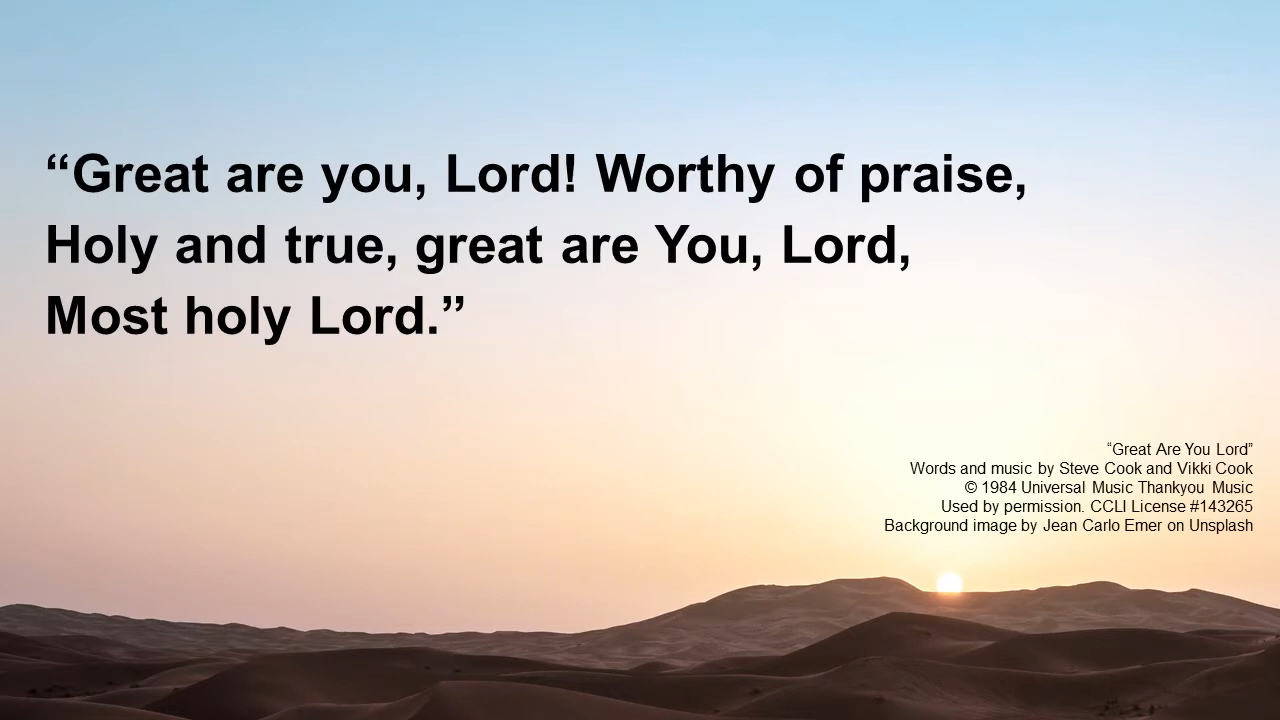 “Great are you, Lord! Worthy of praise,
Holy and true, great are You, Lord,
Most holy Lord.”
“Great Are You Lord”
Words and music by Steve Cook and Vikki Cook
© 1984 Universal Music Thankyou Music
Used by permission. CCLI License #143265
Background image by Jean Carlo Emer on Unsplash